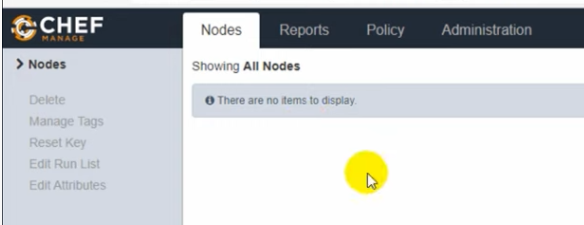 CHEF
MANAGE
Nodes Reports Policy Administration
Nodes
Delete
Manage Tags
Reset Key
Edit Run List
Edit Attributes
Showing All Nodes
There are no items to display.